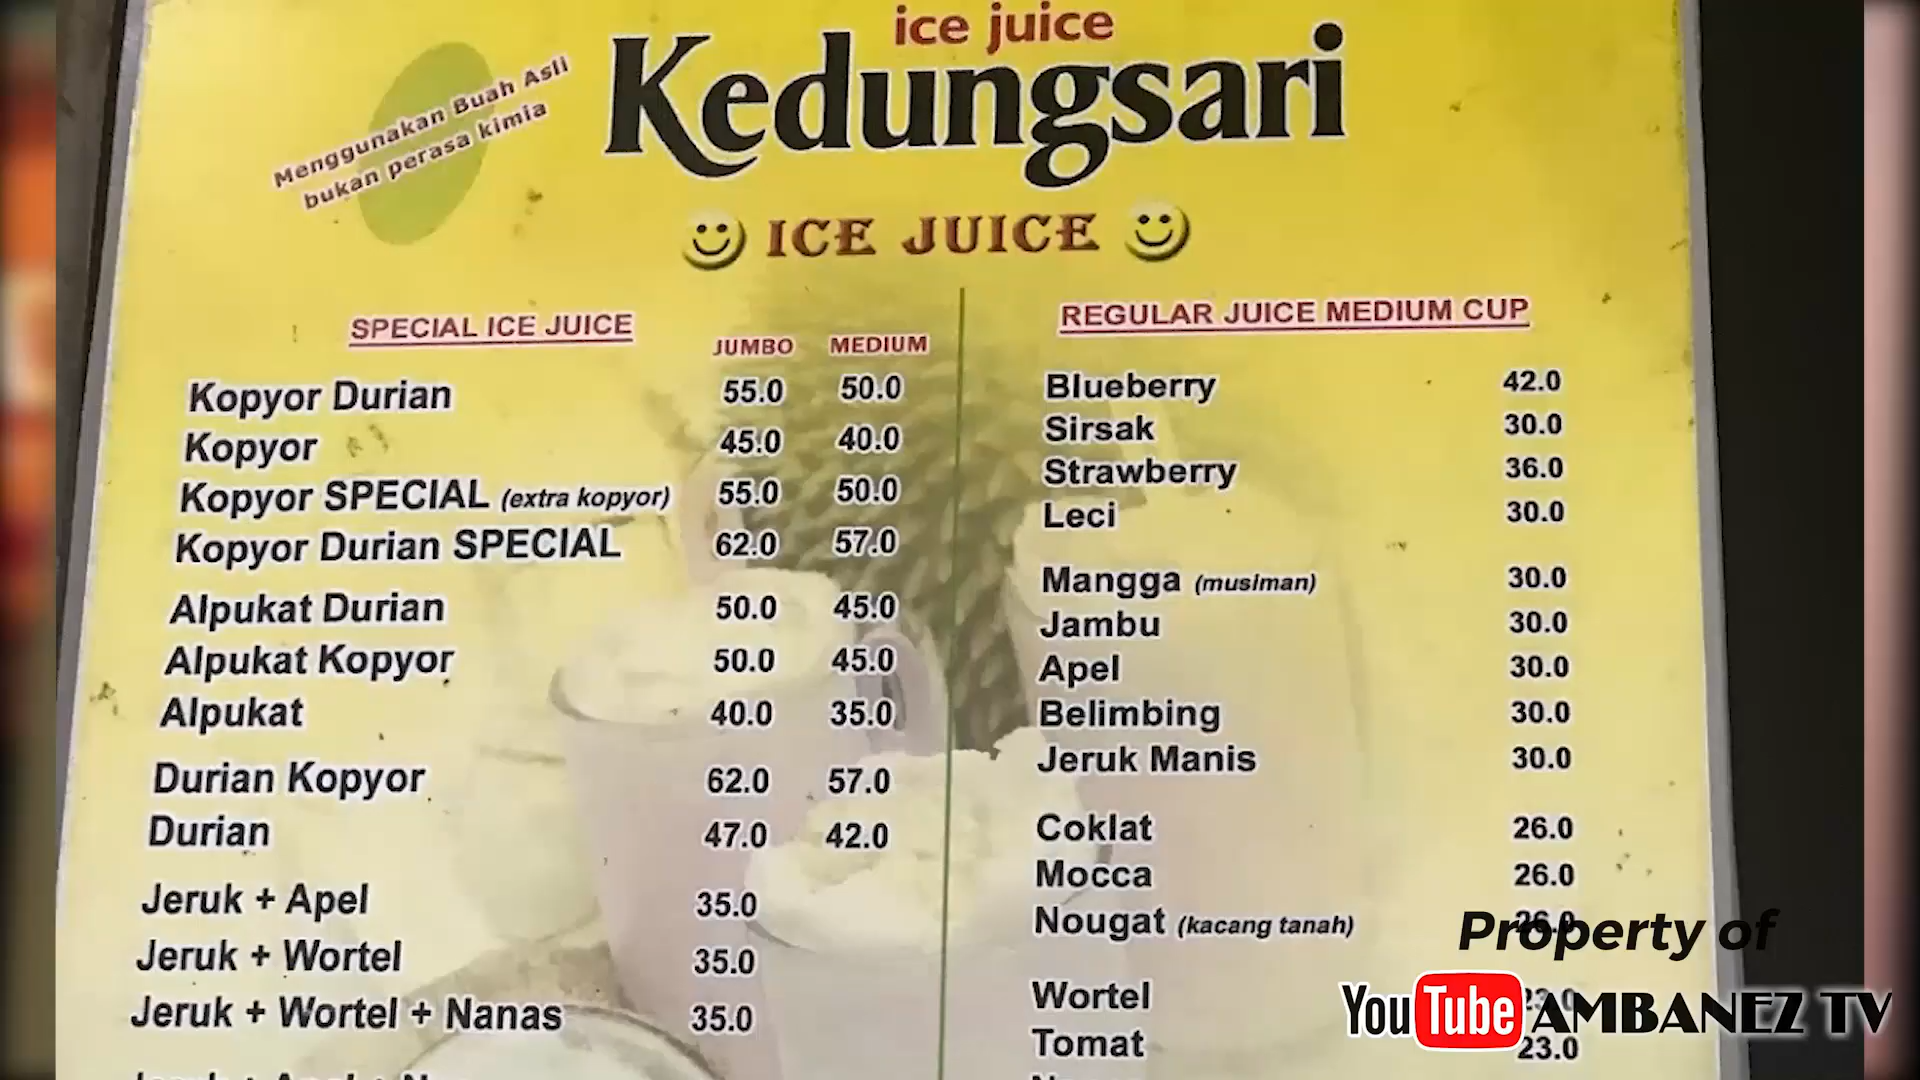 ice juice
Kedungsari
Menggunakan Buah Asli
bukan perasa kimia
ICE JUICE
SPECIAL ICE JUICE
JUMBO MEDIUM
Kopyor Durian 55.0 50.0
Kopyor 45.0 40.0
Kopyor SPECIAL (extra kopyor) 55.0 50.0
Kopyor Durian SPECIAL 62.0 57.0
Alpukat Durian 50.0 45.0
Alpukat Kopyor 50.0 45.0
Alpukat 40.0 35.0
Durian Kopyor 62.0 57.0
Durian 47.0 42.0
Jeruk + Apel 35.0
Jeruk + Wortel 35.0
Jeruk + Wortel + Nanas 35.0
REGULAR JUICE MEDIUM CUP
Blueberry 42.0
Sirsak 30.0
Strawberry 36.0
Leci 30.0
Mangga (musiman) 30.0
Jambu 30.0
Apel 30.0
Belimbing 30.0
Jeruk Manis 30.0
Coklat 26.0
Mocca 26.0
Nougat (kacang tanah) 26.0
Wortel
Tomat 23.0
Property of
YouTube AMBANEZ TV